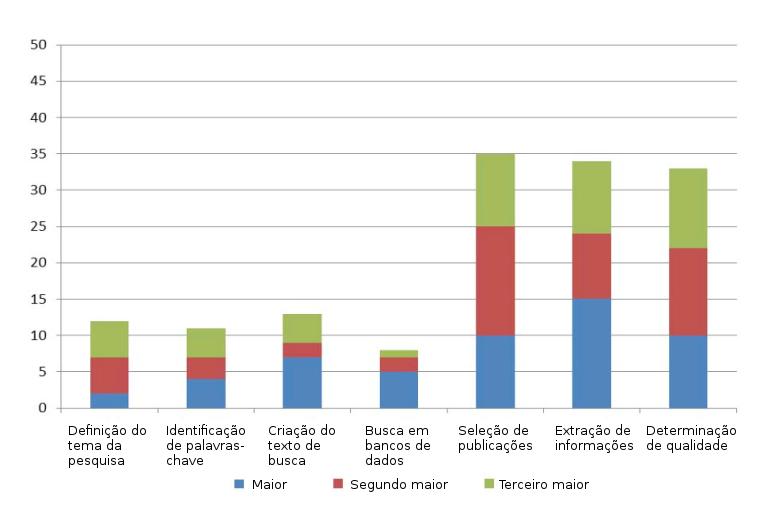 50
45
40
35
30
25
20
15
10
5
0
Definição do
tema da
pesquisa
Identificação
de palavras-
chave
Criação do
texto de
busca
Busca em
bancos de
dados
Seleção de
publicações
Extração de
informações
Determinação
de qualidade
Maior
Segundo maior
Terceiro maior